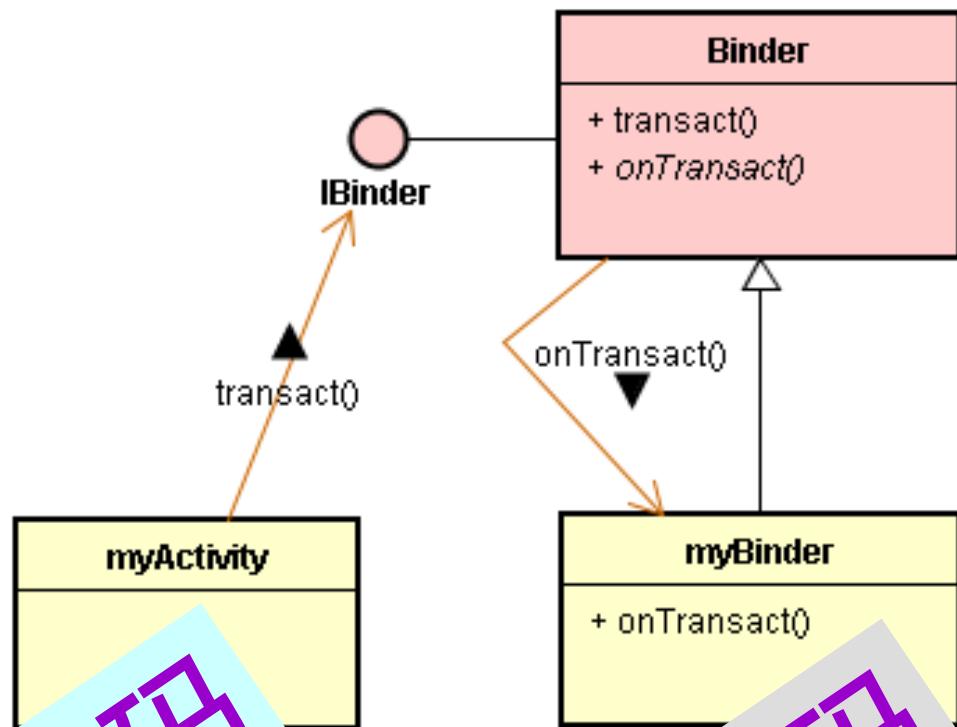 Binder
+ transact()
+ onTransact()
IBinder
onTransact()
transact()
myActivity
myBinder
+ onTransact()